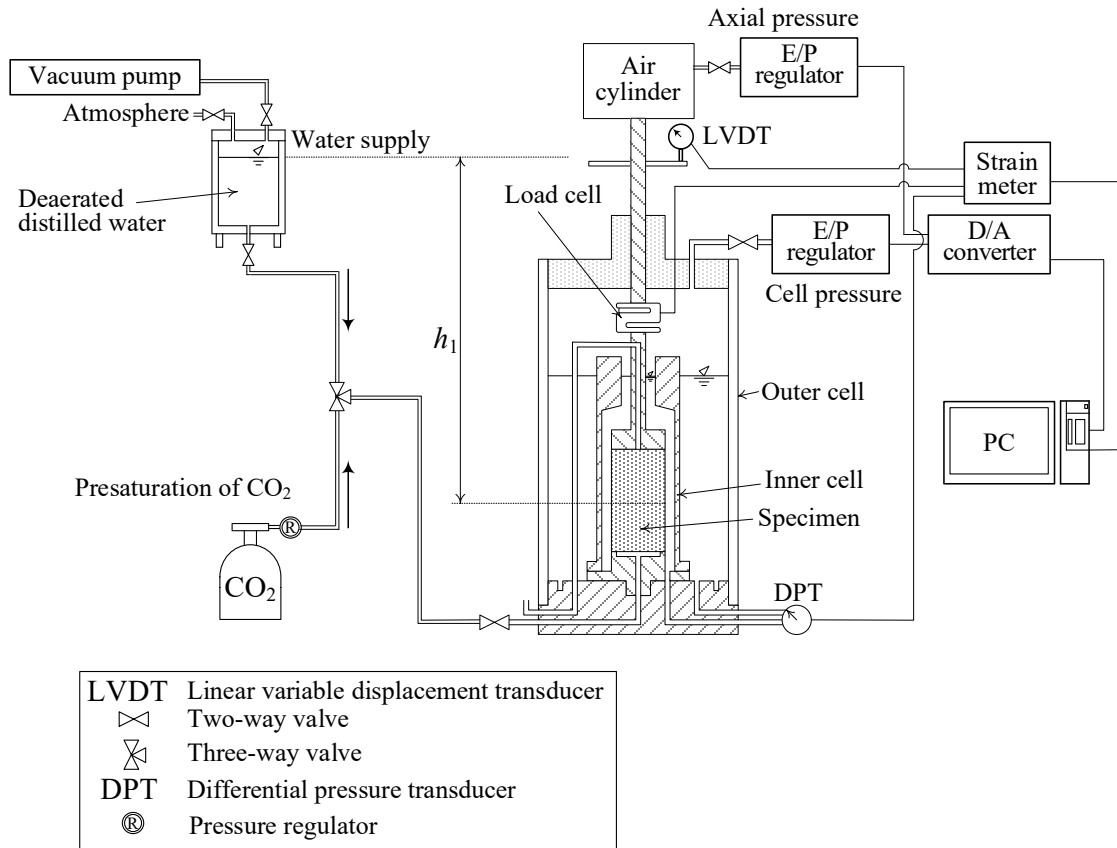 Axial pressure
Vacuum pump
Air
cylinder
E/P
regulator
Atmosphere
Water supply
LVDT
Strain
meter
Deaerated
distilled water
Load cell
E/P
regulator
D/A
converter
Cell pressure
h1
Outer cell
PC
Presaturation of CO2
Inner cell
Specimen
R
CO2
DPT
LVDT Linear variable displacement transducer
Two-way valve
Three-way valve
DPT Differential pressure transducer
R Pressure regulator